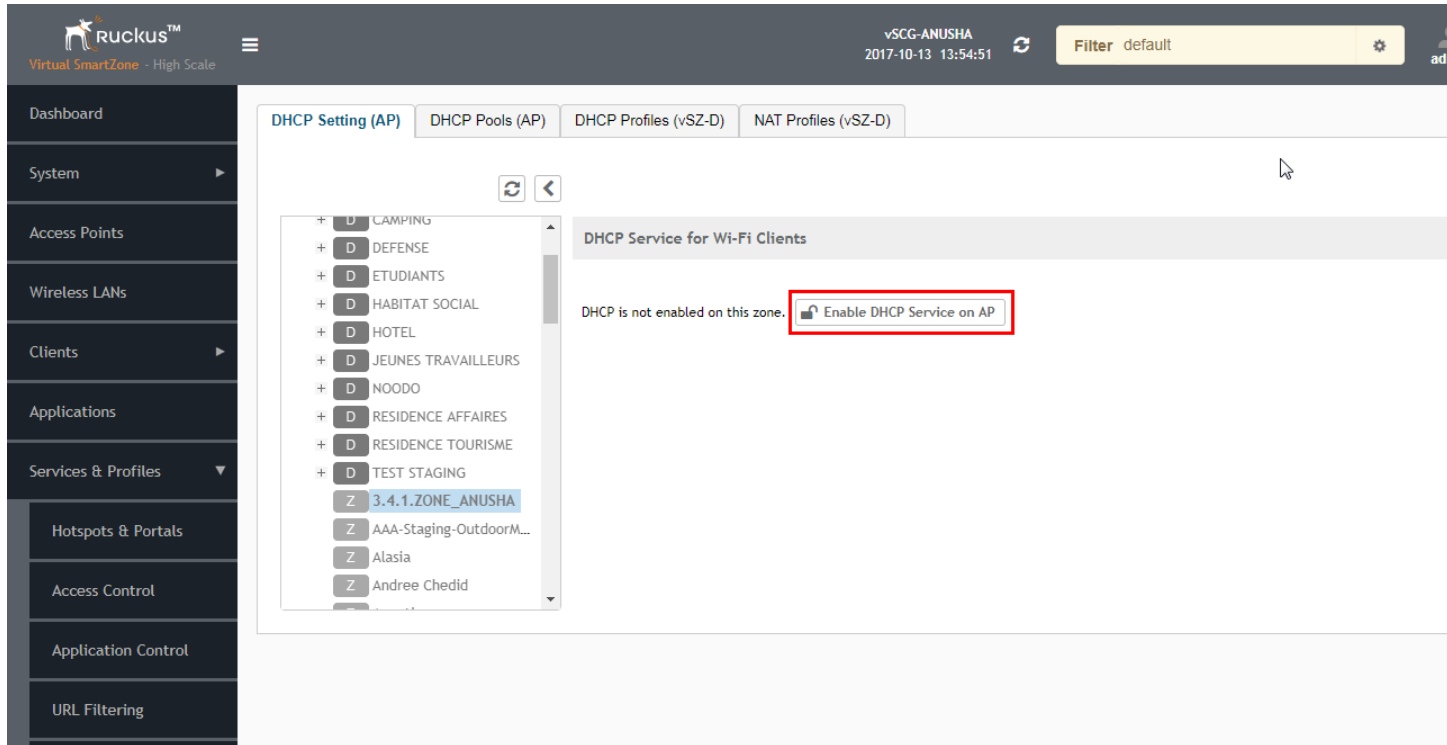 Ruckus™
Virtual SmartZone - High Scale
vSCG-ANUSHA
2017-10-13 13:54:51
Filter default
ad
Dashboard
System
Access Points
Wireless LANs
Clients
Applications
Services & Profiles
Hotspots & Portals
Access Control
Application Control
URL Filtering
DHCP Setting (AP)
DHCP Pools (AP)
DHCP Profiles (vSZ-D)
NAT Profiles (vSZ-D)
+ D CAMPING
+ D DEFENSE
+ D ETUDIANTS
+ D HABITAT SOCIAL
+ D HOTEL
+ D JEUNES TRAVAILLEURS
+ D NOODO
+ D RESIDENCE AFFAIRES
+ D RESIDENCE TOURISME
+ D TEST STAGING
Z 3.4.1.ZONE_ANUSHA
Z AAA-Staging-OutdoorM...
Z Alasia
Z Andree Chedid
DHCP Service for Wi-Fi Clients
DHCP is not enabled on this zone. Enable DHCP Service on AP